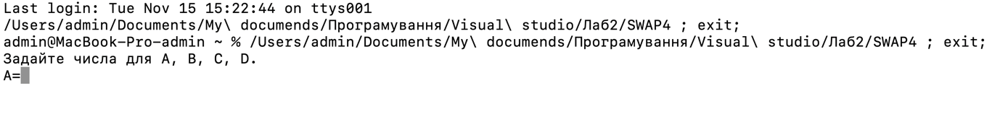 Last login: Tue Nov 15 15:22:44 on ttys001
/Users/admin/Documents/My\ documends/Програмування/Visual\ studio/Лаб2/SWAP4 ; exit;
admin@MacBook-Pro-admin ~ % /Users/admin/Documents/My\ documends/Програмування/Visual\ studio/Лаб2/SWAP4 ; exit;
Задайте числа для A, B, C, D.
A=